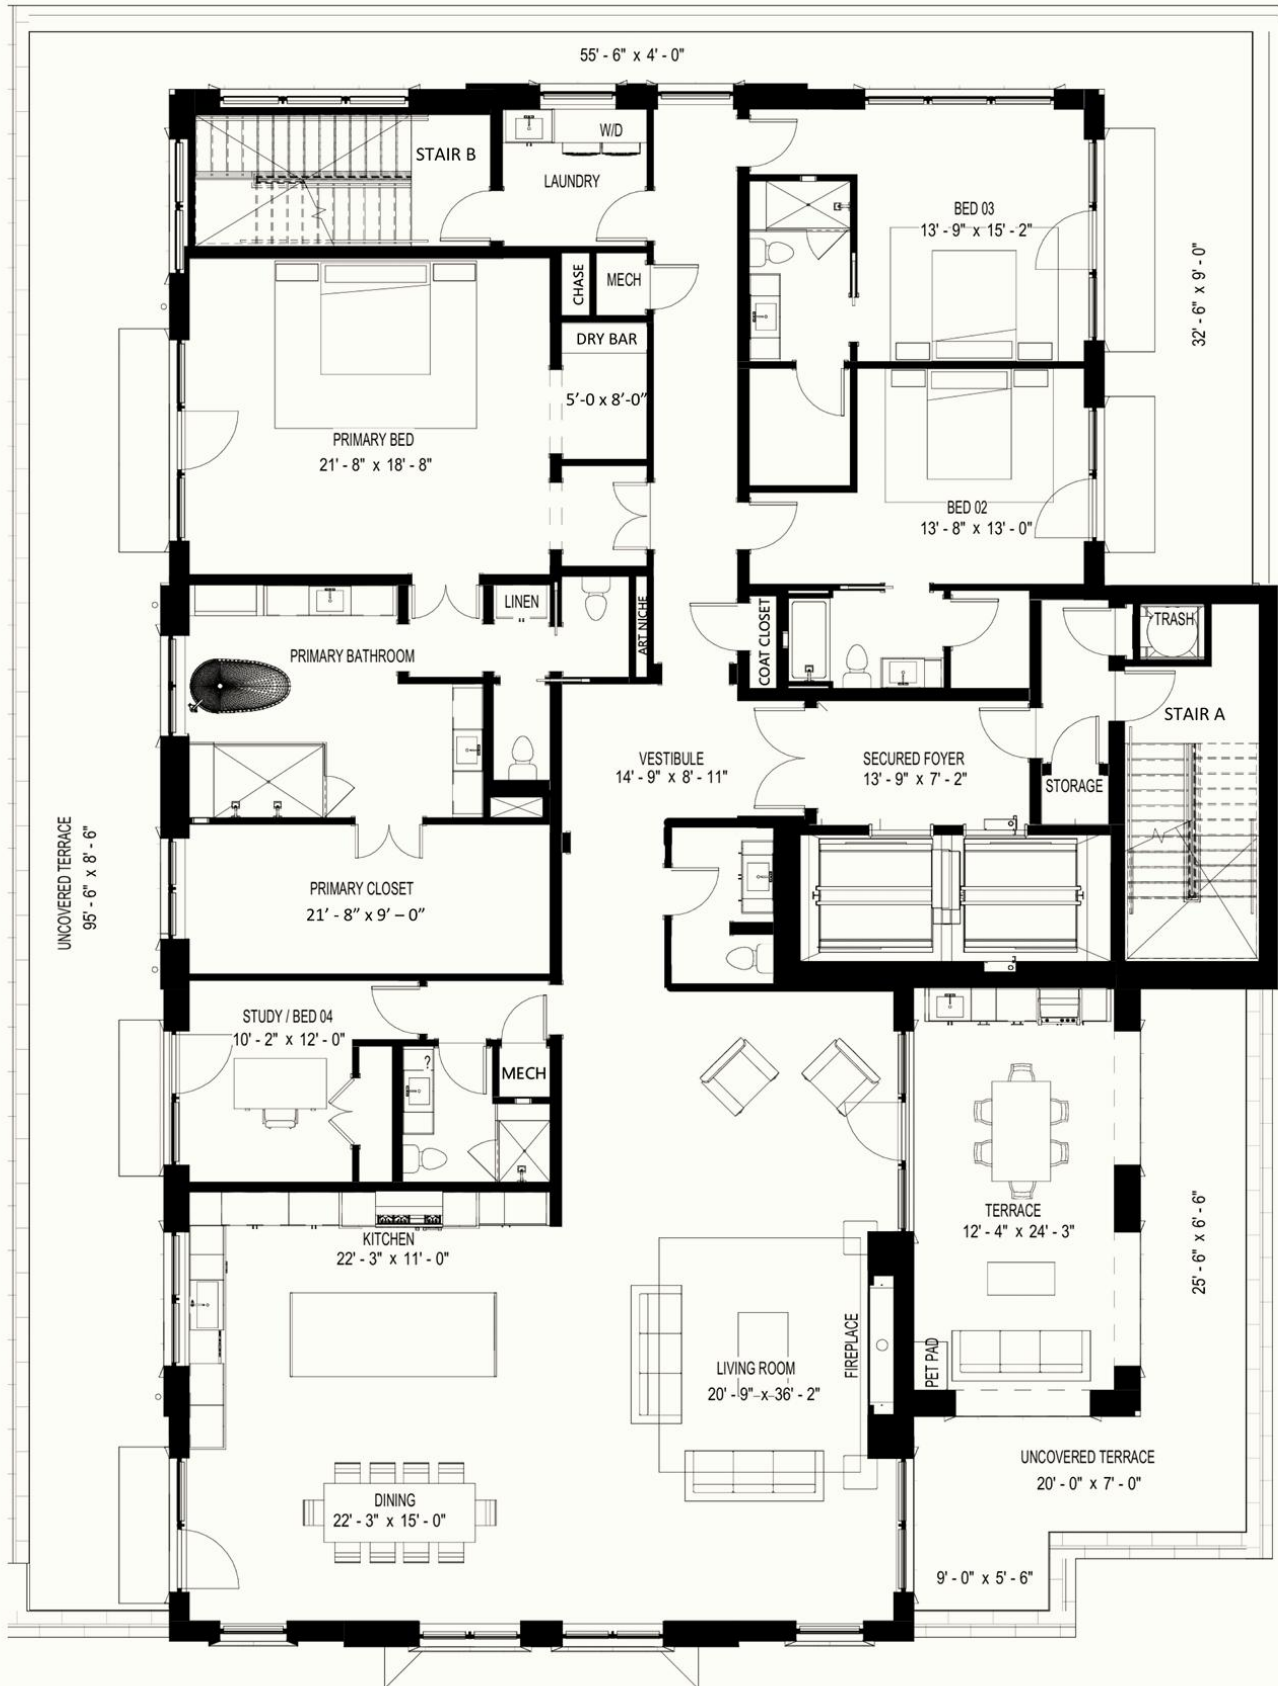 55' - 6" x 4' - 0"
STAIR B
W/D
LAUNDRY
BED 03
13' - 9" x 15' - 2"
32' - 6" x 9' - 0"
CHASE
MECH
DRY BAR
5'-0 x 8'-0"
PRIMARY BED
21' - 8" x 18' - 8"
BED 02
13' - 8" x 13' - 0"
LINEN
ART NICHE
COAT CLOSET
TRASH
PRIMARY BATHROOM
STAIR A
VESTIBULE
14' - 9" x 8' - 11"
SECURED FOYER
13' - 9" x 7' - 2"
STORAGE
UNCOVERED TERRACE
95' - 6" x 8' - 6"
PRIMARY CLOSET
21' - 8" x 9' – 0"
STUDY / BED 04
10' - 2" x 12' - 0"
?
MECH
TERRACE
12' - 4" x 24' - 3"
25' - 6" x 6' - 6"
KITCHEN
22' - 3" x 11' - 0"
LIVING ROOM
20' - 9" x 36' - 2"
FIREPLACE
PET PAD
UNCOVERED TERRACE
20' - 0" x 7' - 0"
DINING
22' - 3" x 15' - 0"
9' - 0" x 5' - 6"